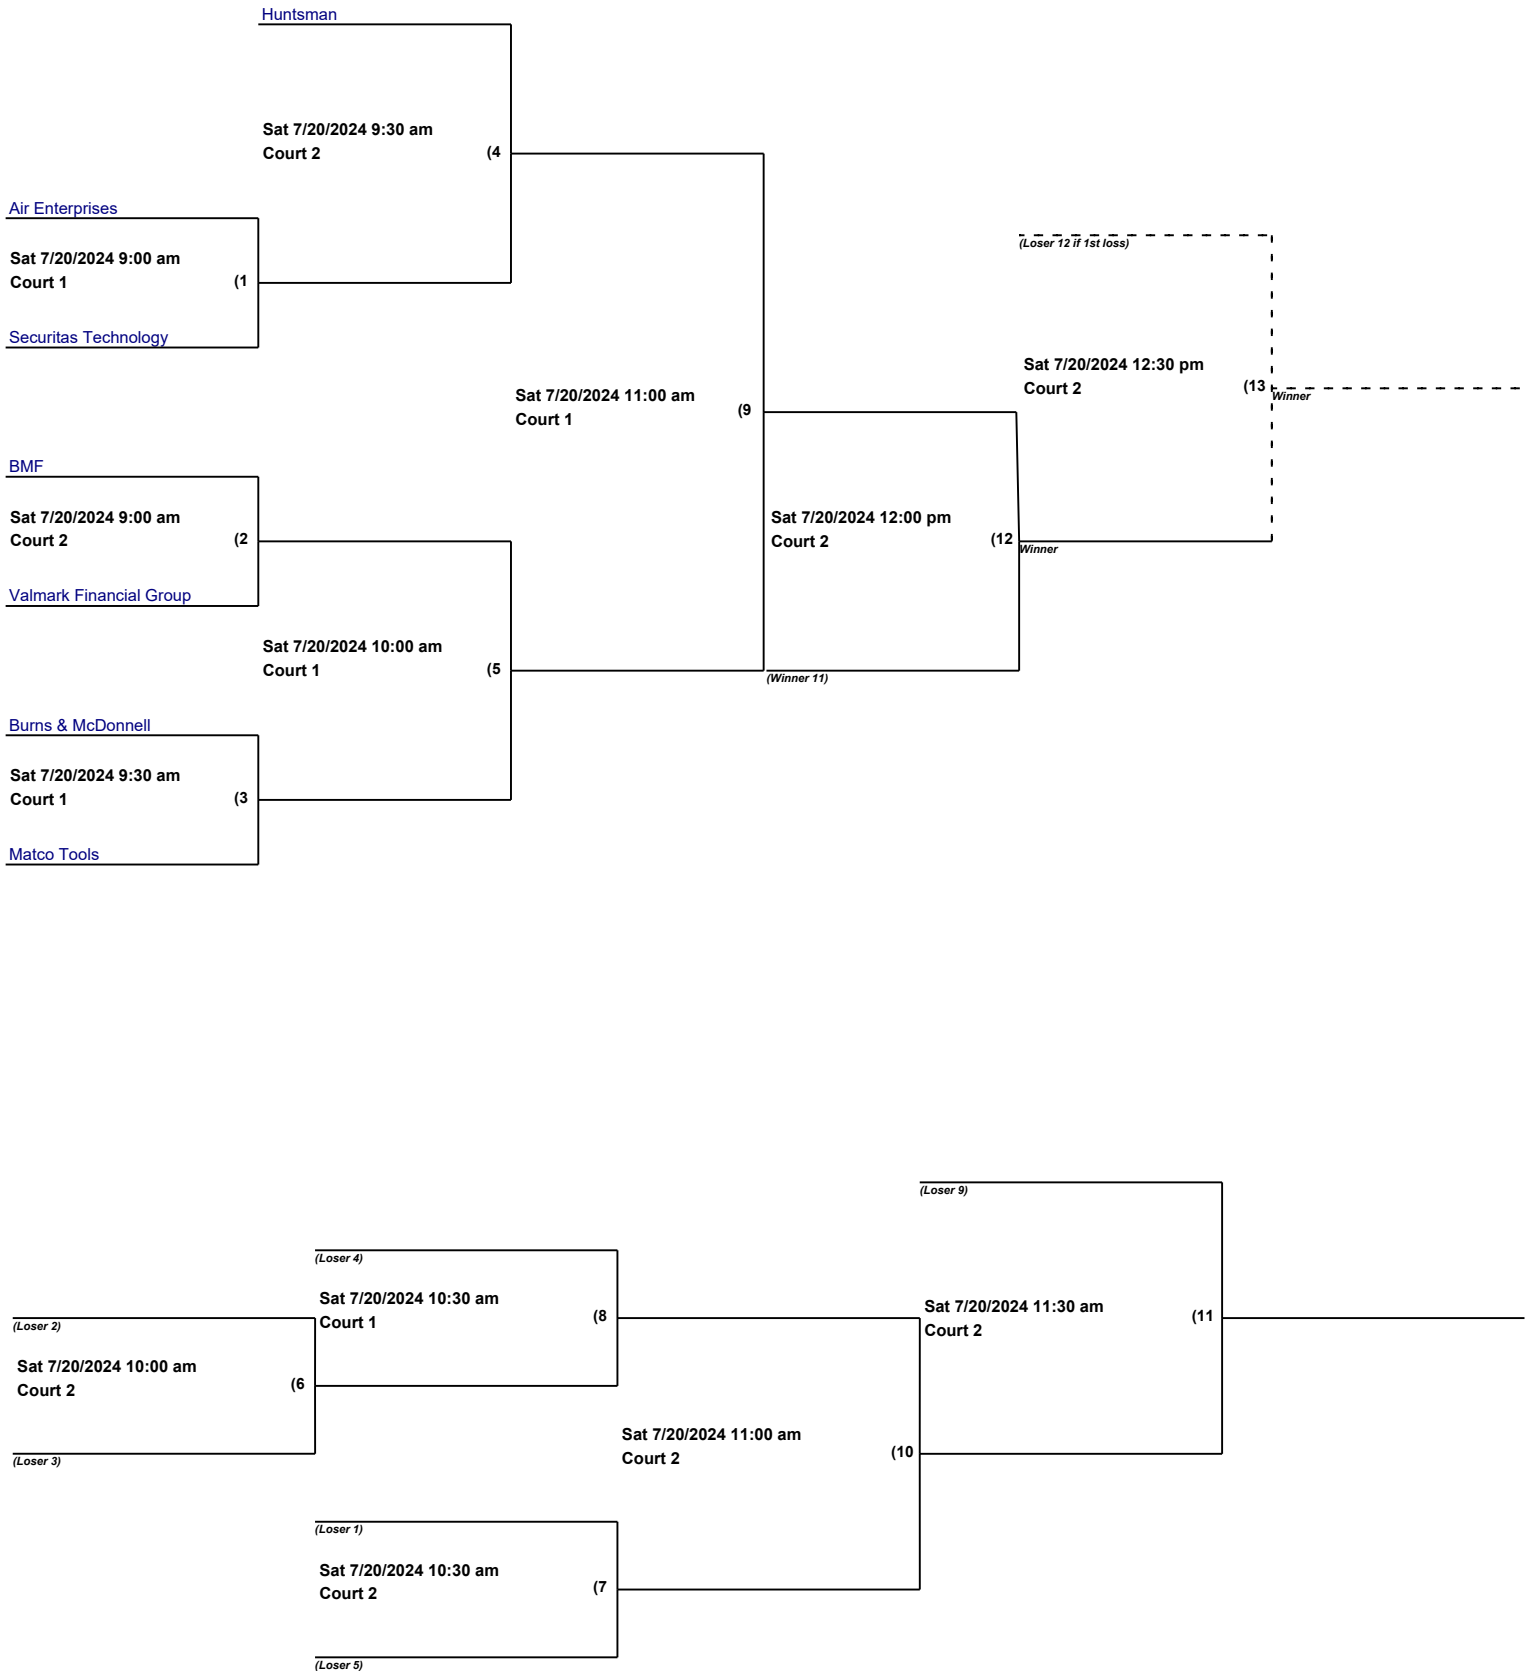 Huntsman
Sat 7/20/2024 9:30 am
Court 2
(4
Air Enterprises
Sat 7/20/2024 9:00 am
Court 1
(1
Securitas Technology
(Loser 12 if 1st loss)
Sat 7/20/2024 12:30 pm
Court 2
(13
Winner
Sat 7/20/2024 11:00 am
Court 1
(9
BMF
Sat 7/20/2024 9:00 am
Court 2
(2
Valmark Financial Group
Sat 7/20/2024 12:00 pm
Court 2
(12
Winner
Sat 7/20/2024 10:00 am
Court 1
(5
(Winner 11)
Burns & McDonnell
Sat 7/20/2024 9:30 am
Court 1
(3
Matco Tools
(Loser 9)
(Loser 4)
Sat 7/20/2024 10:30 am
Court 1
(8
Sat 7/20/2024 11:30 am
Court 2
(11
(Loser 2)
Sat 7/20/2024 10:00 am
Court 2
(6
(Loser 3)
Sat 7/20/2024 11:00 am
Court 2
(10
(Loser 1)
Sat 7/20/2024 10:30 am
Court 2
(7
(Loser 5)